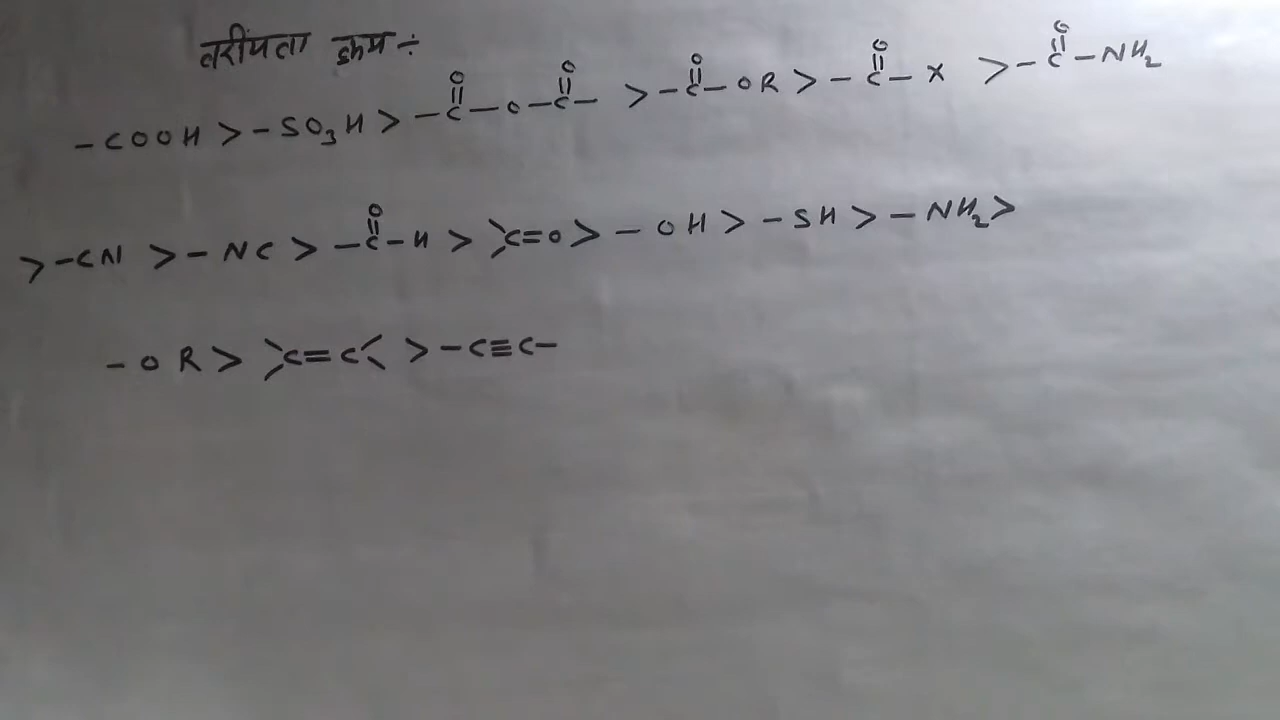 वरीयता क्रम ÷
-COOH > -SO₃H > -C(=O)-O-C(=O)- > -C(=O)-OR > -C(=O)-X > -C(=O)-NH₂
> -CN > -NC > -C(=O)-H > >C=O > -OH > -SH > -NH₂ >
-OR > >C=C< > -C≡C-